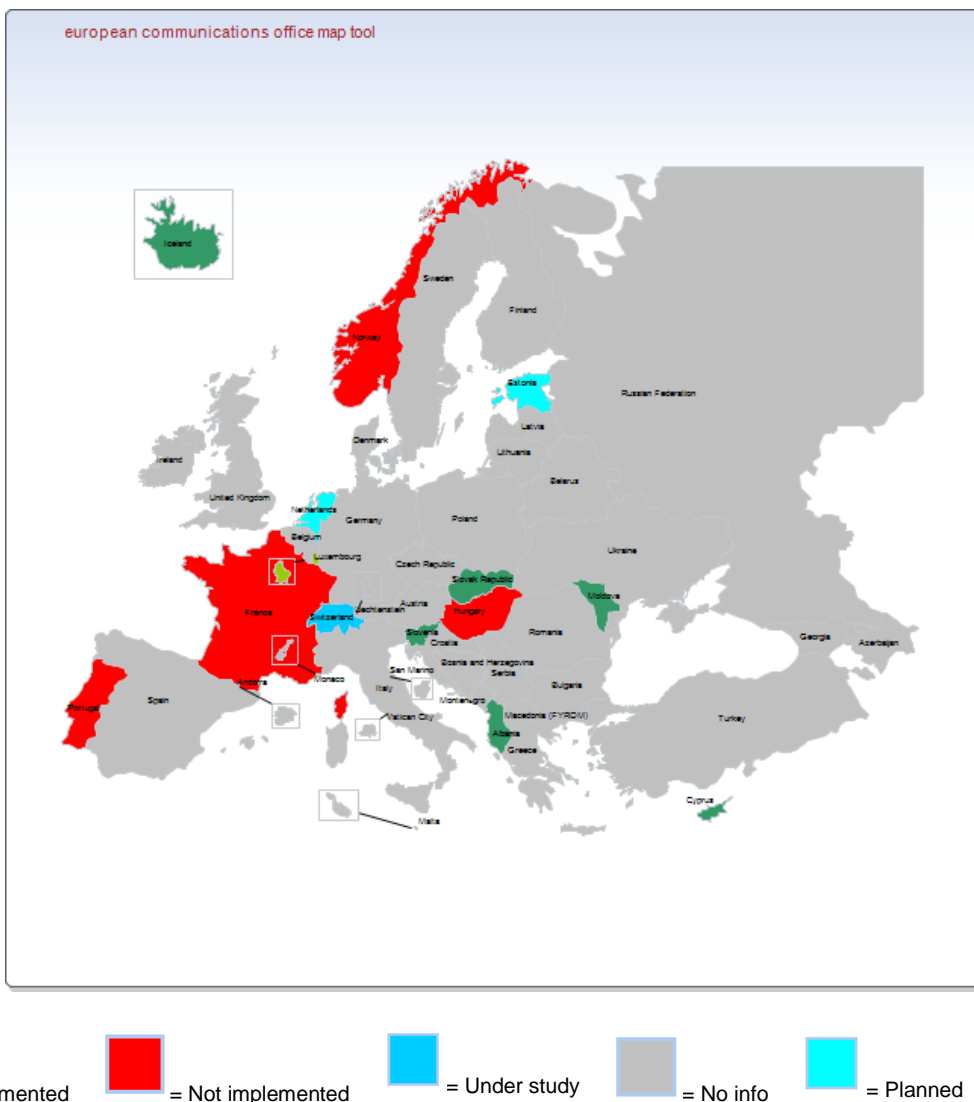 european communications office map tool
Iceland
Sweden
Finland
Norway
Estonia
Russian Federation
Latvia
Denmark
Lithuania
Ireland
Belarus
United Kingdom
Netherlands
Germany
Poland
Belgium
Luxembourg
Ukraine
Czech Republic
Slovak Republic
Moldova
Liechtenstein
Austria
France
Switzerland
Hungary
Slovenia
Romania
Croatia
Georgia
Azerbaijan
Bosnia and Herzegovina
San Marino
Serbia
Monaco
Andorra
Italy
Bulgaria
Spain
Montenegro
Portugal
Vatican City
Macedonia (FYROM)
Turkey
Albania
Greece
Cyprus
Malta
mented
= Not implemented
= Under study
= No info
= Planned